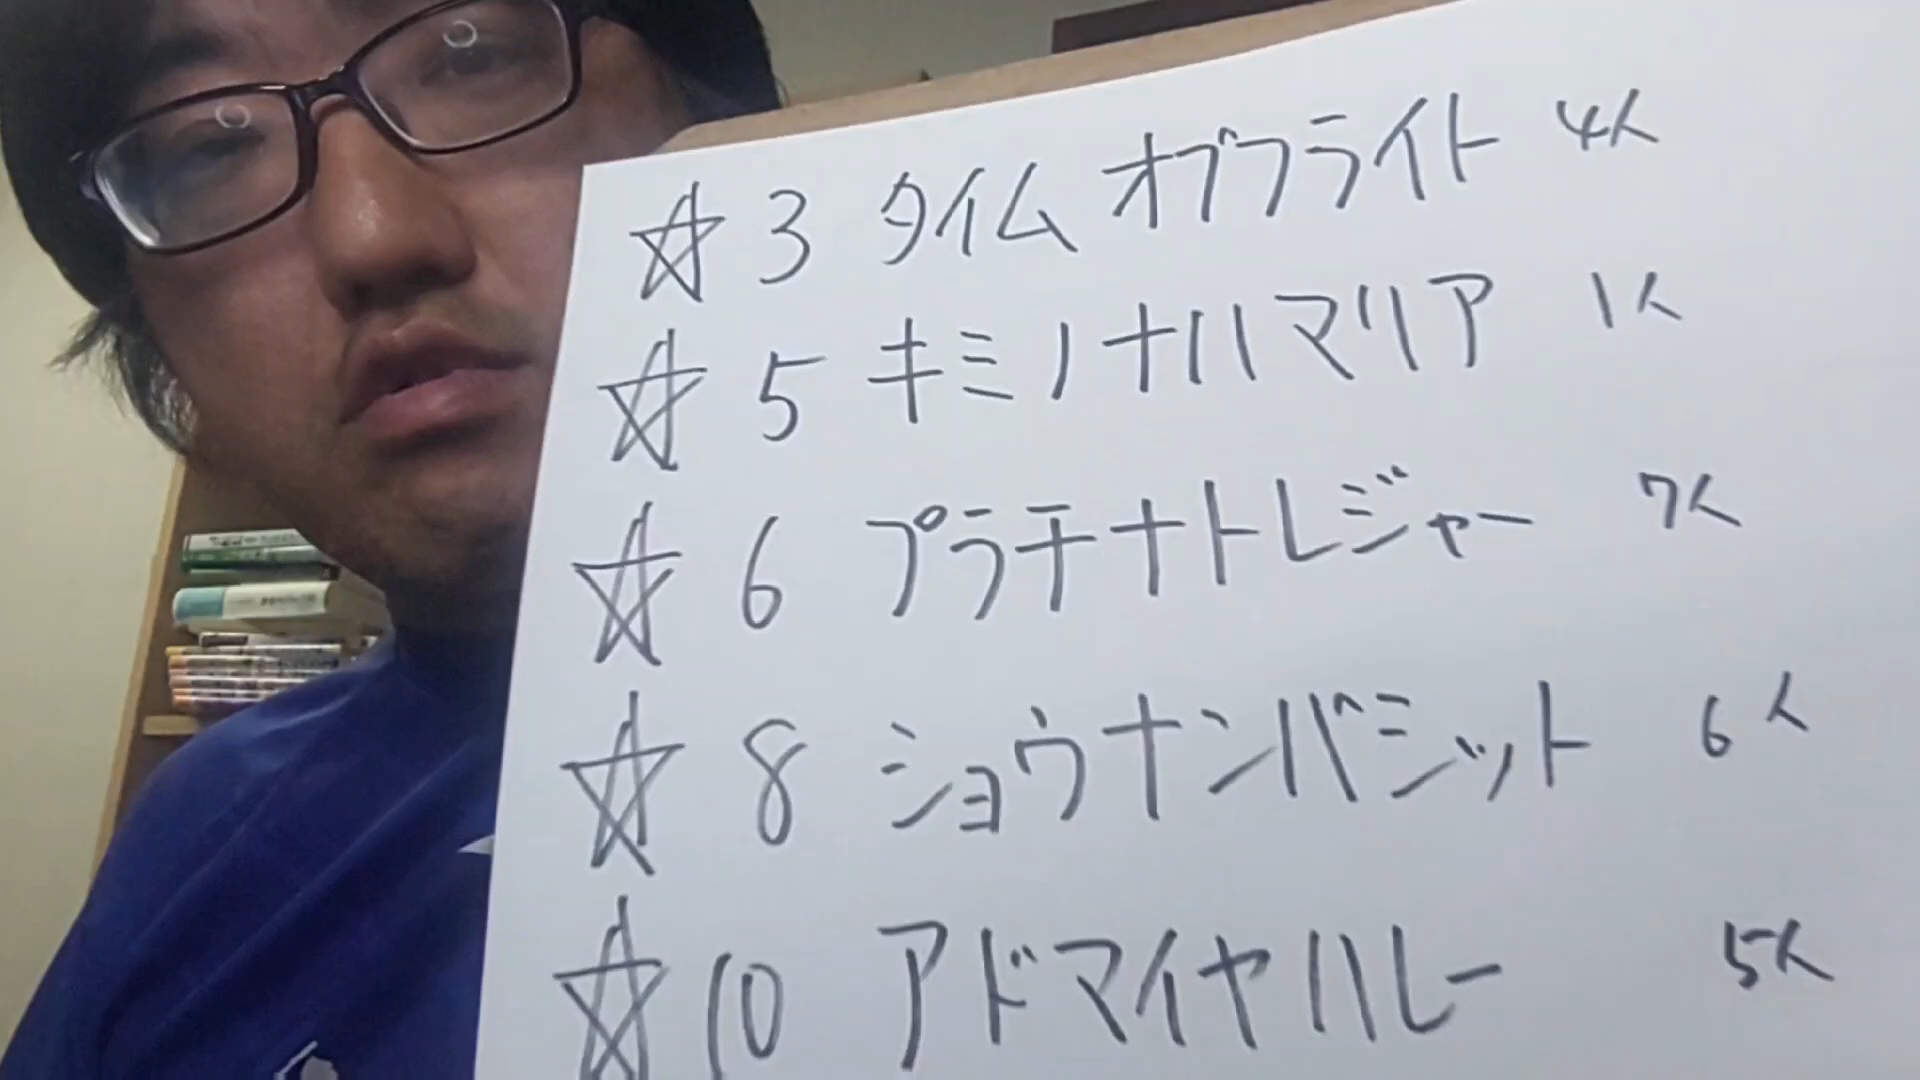 ☆ 3 タイムオブフライト 4人
☆ 5 キミノナハマリア 1人
☆ 6 プラチナトレジャー 7人
☆ 8 ショウナンバシット 6人
☆ 10 アドマイヤハレー 5人